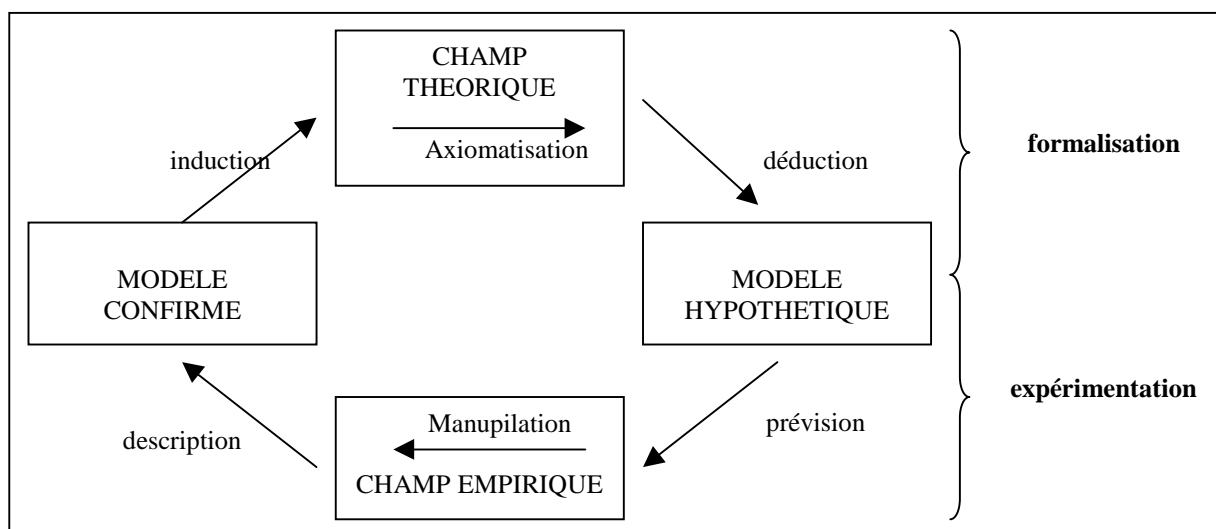 CHAMP
THEORIQUE
Axiomatisation
induction
déduction
formalisation
MODELE
CONFIRME
MODELE
HYPOTHETIQUE
expérimentation
Manupilation
description
prévision
CHAMP EMPIRIQUE